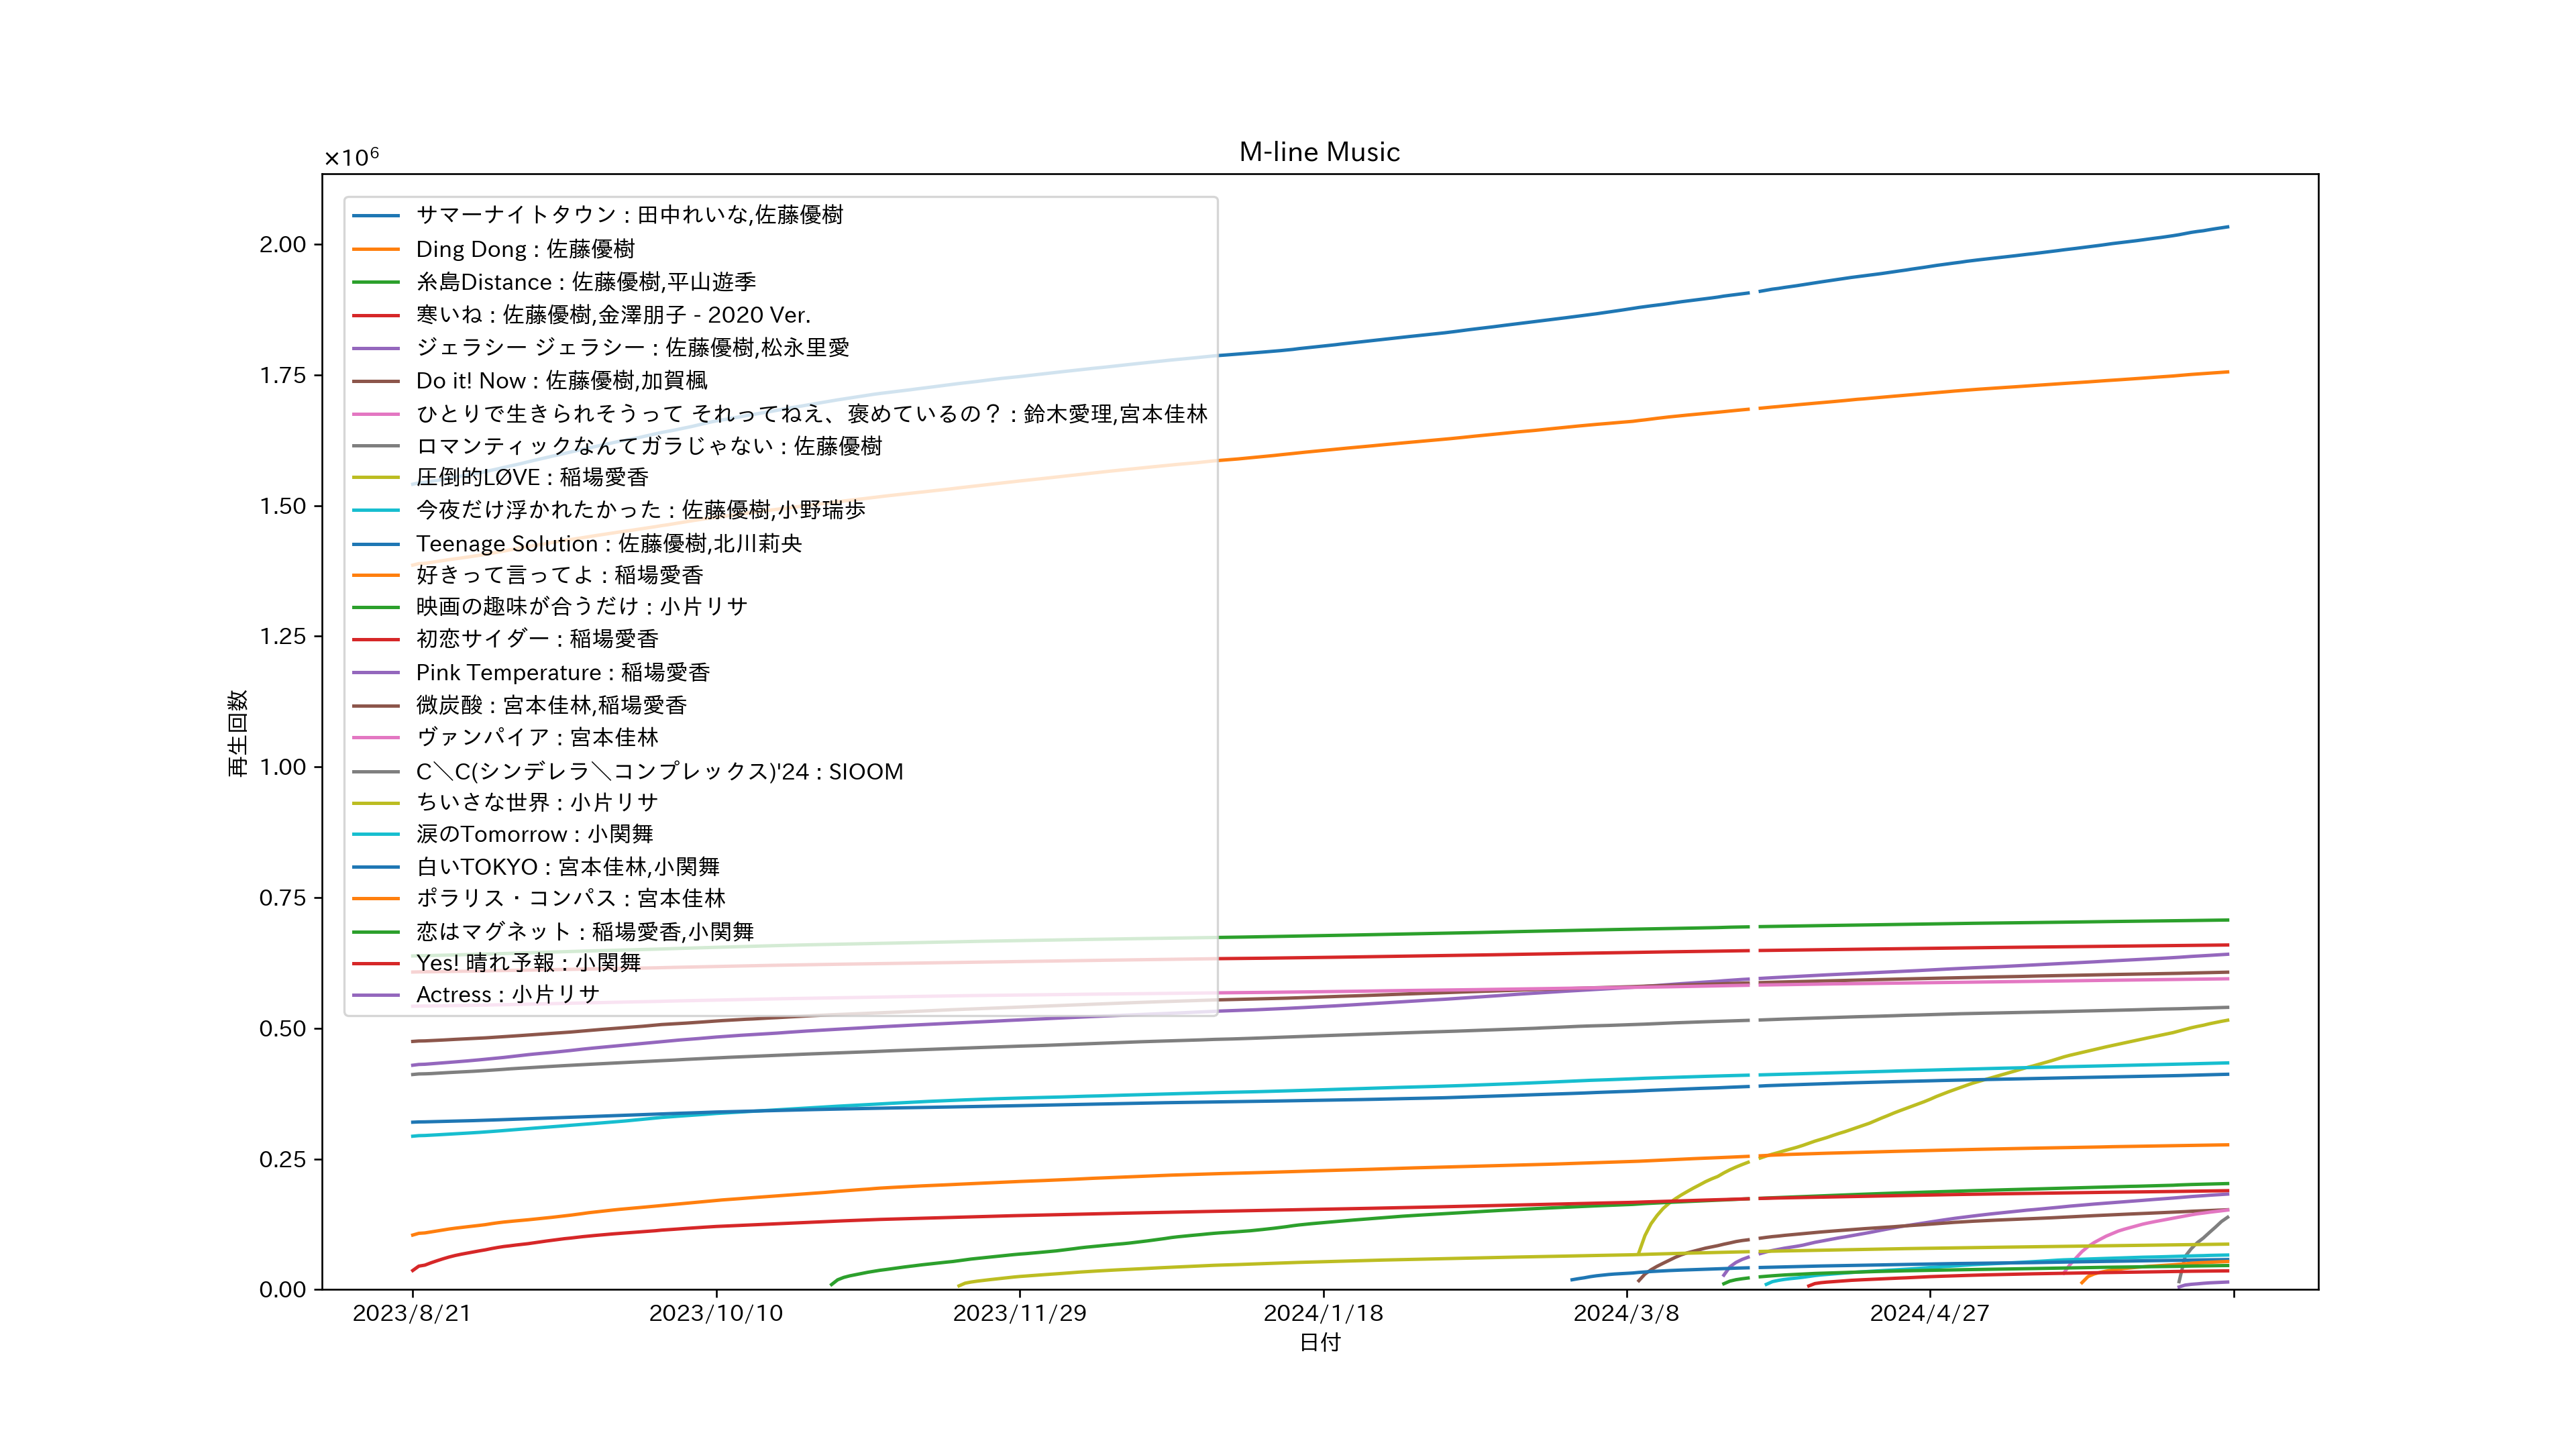 M-line Music
×10⁶
2.00
1.75
1.50
1.25
1.00
0.75
0.50
0.25
0.00
再生回数
サマーナイトタウン : 田中れいな,佐藤優樹
Ding Dong : 佐藤優樹
糸島Distance : 佐藤優樹,平山遊季
寒いね : 佐藤優樹,金澤朋子 - 2020 Ver.
ジェラシー ジェラシー : 佐藤優樹,松永里愛
Do it! Now : 佐藤優樹,加賀楓
ひとりで生きられそうって それってねえ、褒めているの？ : 鈴木愛理,宮本佳林
ロマンティックなんてガラじゃない : 佐藤優樹
圧倒的LØVE : 稲場愛香
今夜だけ浮かれたかった : 佐藤優樹,小野瑞歩
Teenage Solution : 佐藤優樹,北川莉央
好きって言ってよ : 稲場愛香
映画の趣味が合うだけ : 小片リサ
初恋サイダー : 稲場愛香
Pink Temperature : 稲場愛香
微炭酸 : 宮本佳林,稲場愛香
ヴァンパイア : 宮本佳林
C＼C(シンデレラ＼コンプレックス)'24 : SIOOM
ちいさな世界 : 小片リサ
涙のTomorrow : 小関舞
白いTOKYO : 宮本佳林,小関舞
ポラリス・コンパス : 宮本佳林
恋はマグネット : 稲場愛香,小関舞
Yes! 晴れ予報 : 小関舞
Actress : 小片リサ
2023/8/21
2023/10/10
2023/11/29
2024/1/18
2024/3/8
2024/4/27
日付